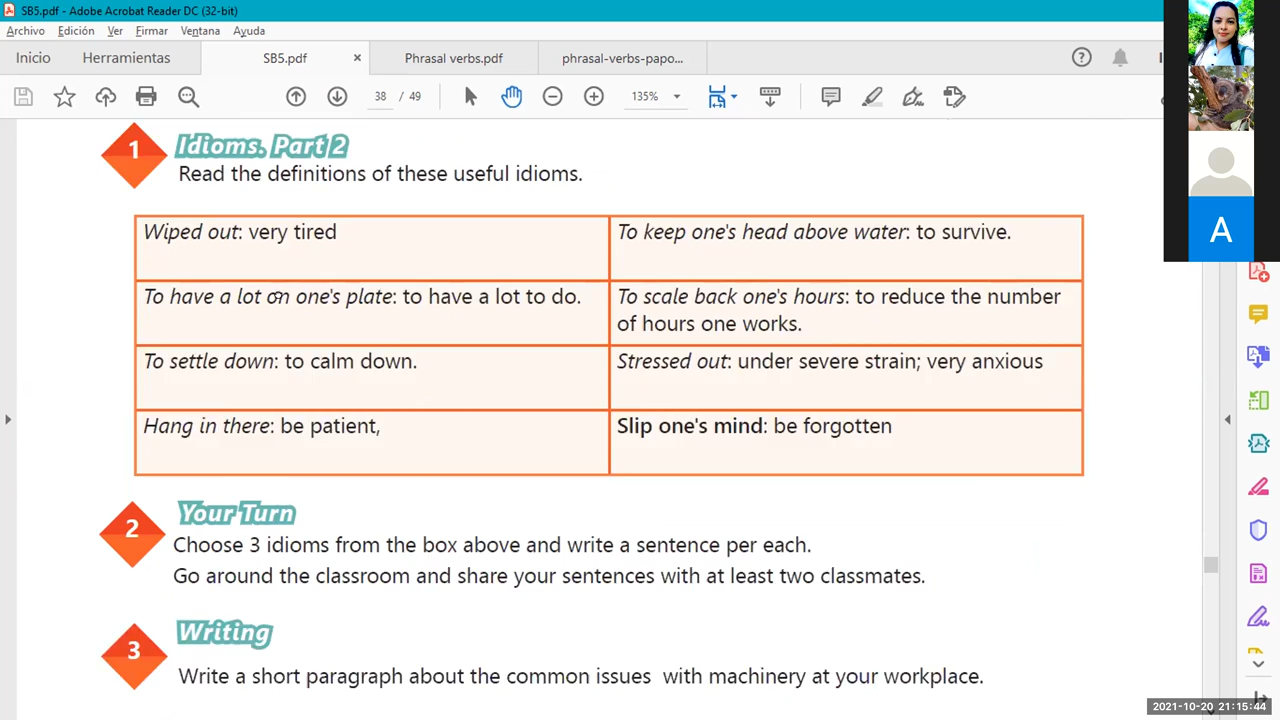 SB5.pdf - Adobe Acrobat Reader DC (32-bit)
Archivo Edición Ver Firmar Ventana Ayuda
Inicio Herramientas SB5.pdf × Phrasal verbs.pdf phrasal-verbs-papo...
38 / 49 135%
1 Idioms. Part 2
Read the definitions of these useful idioms.
Wiped out: very tired
To keep one's head above water: to survive.
To have a lot on one's plate: to have a lot to do.
To scale back one's hours: to reduce the number
of hours one works.
To settle down: to calm down.
Stressed out: under severe strain; very anxious
Hang in there: be patient,
Slip one's mind: be forgotten
2 Your Turn
Choose 3 idioms from the box above and write a sentence per each.
Go around the classroom and share your sentences with at least two classmates.
3 Writing
Write a short paragraph about the common issues with machinery at your workplace.
A
2021-10-20 21:15:44